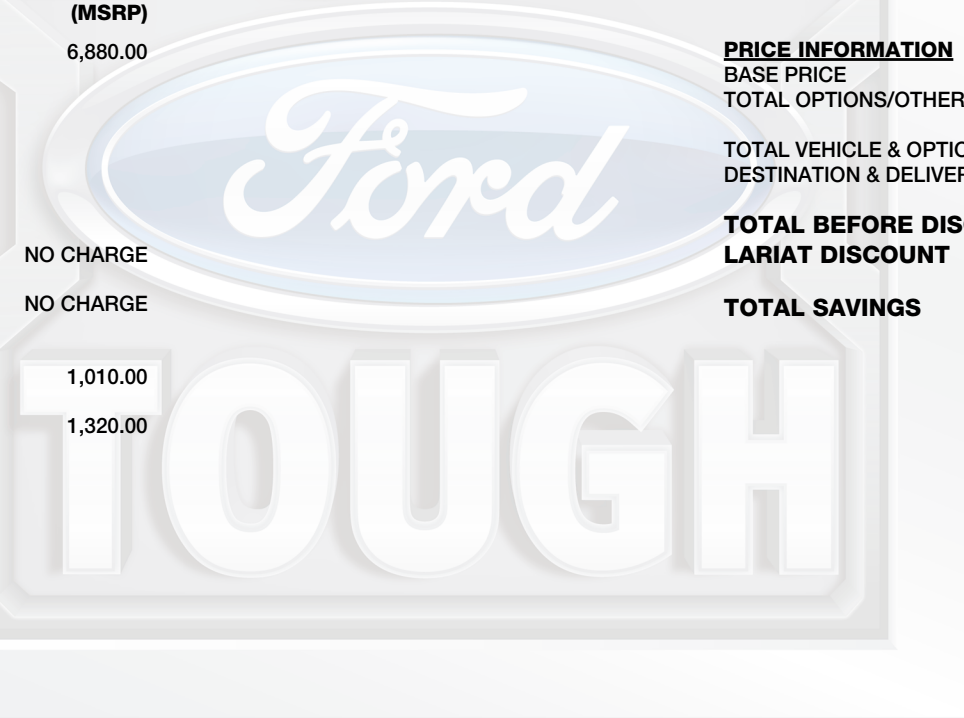 (MSRP)
6,880.00
NO CHARGE
NO CHARGE
1,010.00
1,320.00
PRICE INFORMATION
BASE PRICE
TOTAL OPTIONS/OTHER
TOTAL VEHICLE & OPTIO
DESTINATION & DELIVER
TOTAL BEFORE DISC
LARIAT DISCOUNT
TOTAL SAVINGS
Ford
TOUGH